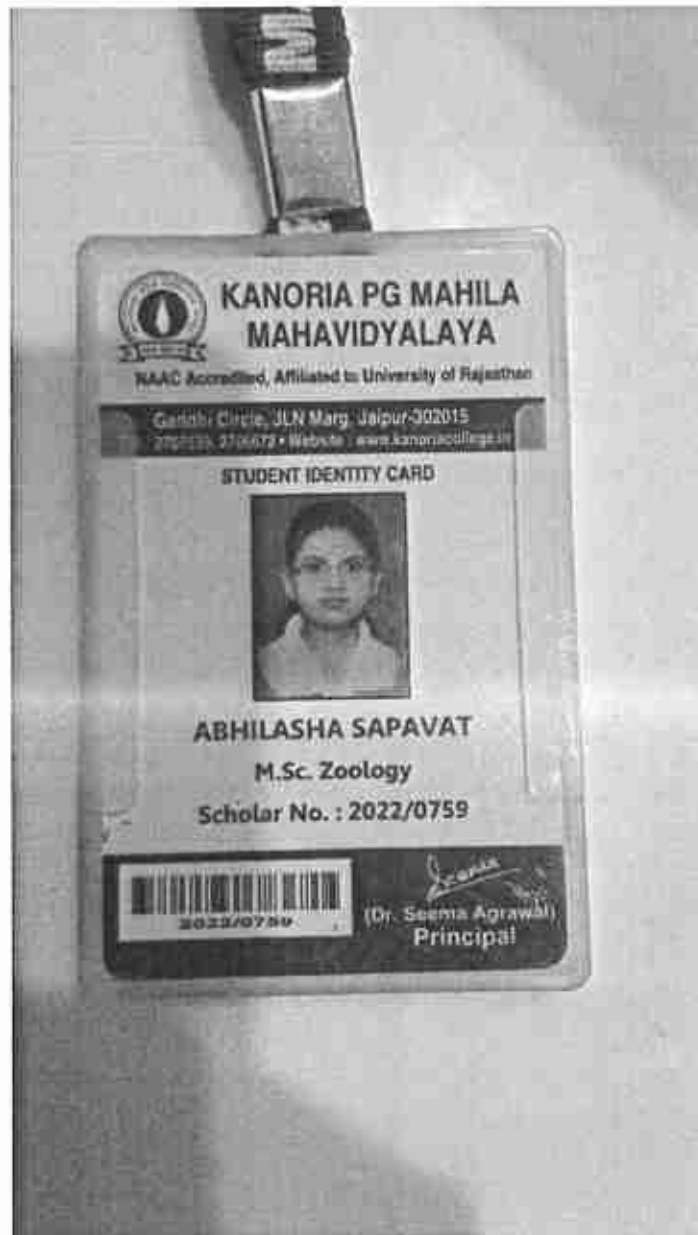 KANORIA PG MAHILA
MAHAVIDYALAYA
NAAC Accredited, Affiliated to University of Rajasthan
Gandhi Circle, JLN Marg, Jaipur-302015
Website : www.kanoriacollege.in
STUDENT IDENTITY CARD
ABHILASHA SAPAVAT
M.Sc. Zoology
Scholar No. : 2022/0759
2022/0759
(Dr. Seema Agrawal)
Principal